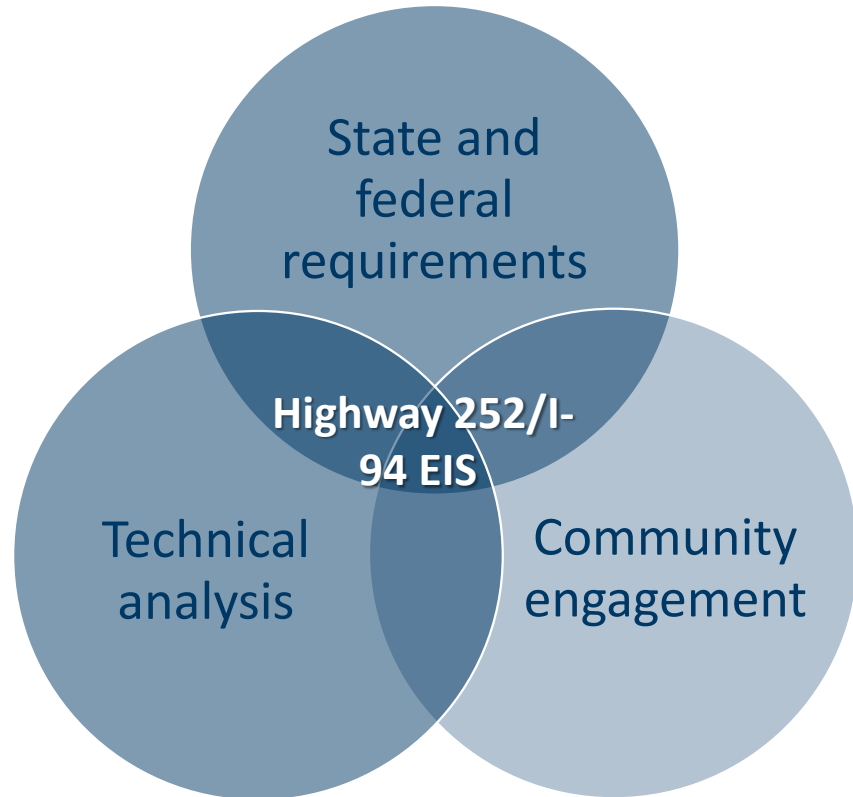 State and
federal
requirements
Highway 252/I-
94 EIS
Technical
analysis
Community
engagement